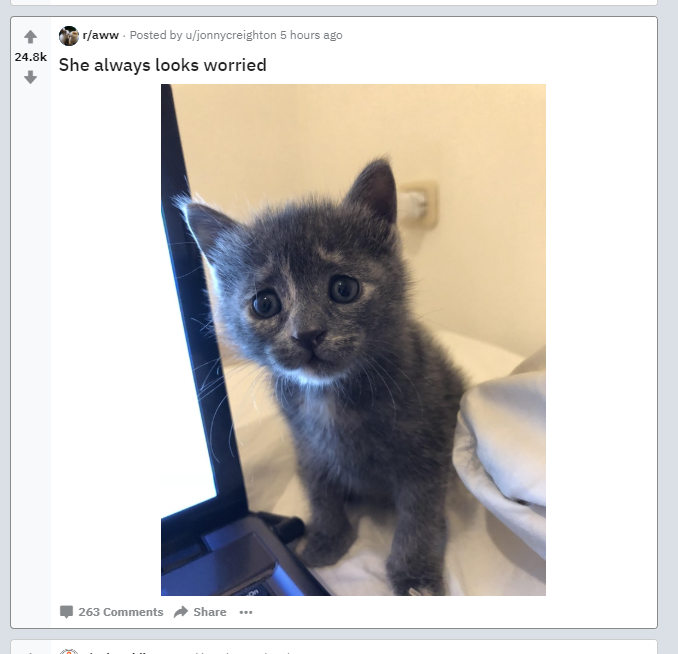 r/aww · Posted by u/jonnycreighton 5 hours ago
24.8k
She always looks worried
263 Comments Share ...